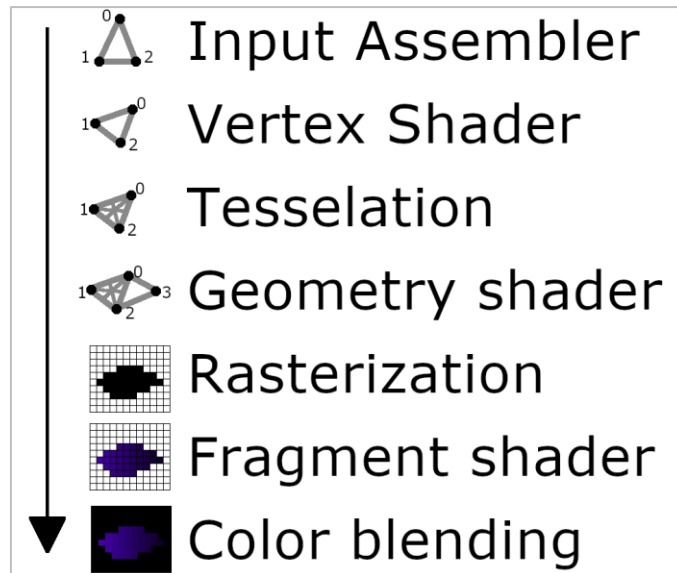 0
1 2
Input Assembler
0
1
2
Vertex Shader
0
1
2
Tesselation
0
1 3
2
Geometry shader
Rasterization
Fragment shader
Color blending